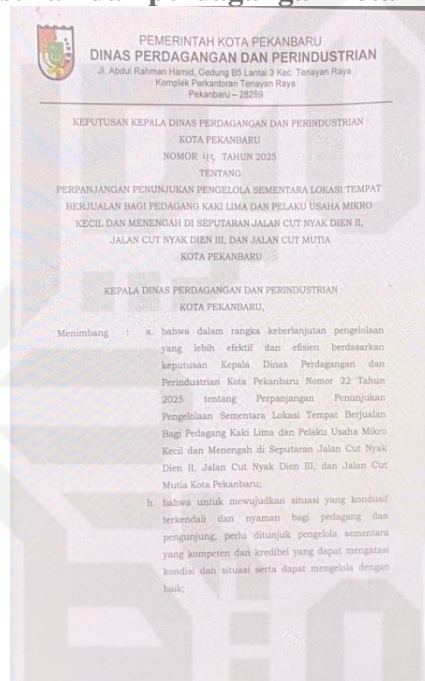 PEMERINTAH KOTA PEKANBARU
DINAS PERDAGANGAN DAN PERINDUSTRIAN
Jl. Abdul Rahman Hamid, Gedung B5 Lantai 3 Kec. Tenayan Raya
Komplek Perkantoran Tenayan Raya
Pekanbaru – 28289
KEPUTUSAN KEPALA DINAS PERDAGANGAN DAN PERINDUSTRIAN
KOTA PEKANBARU
NOMOR 45 TAHUN 2025
TENTANG
PERPANJANGAN PENUNJUKAN PENGELOLA SEMENTARA LOKASI TEMPAT
BERJUALAN BAGI PEDAGANG KAKI LIMA DAN PELAKU USAHA MIKRO
KECIL DAN MENENGAH DI SEPUTARAN JALAN CUT NYAK DIEN II,
JALAN CUT NYAK DIEN III, DAN JALAN CUT MUTIA
KOTA PEKANBARU
KEPALA DINAS PERDAGANGAN DAN PERINDUSTRIAN
KOTA PEKANBARU,
Menimbang : a. bahwa dalam rangka keberlanjutan pengelolaan
yang lebih efektif dan efisien berdasarkan
keputusan Kepala Dinas Perdagangan dan
Perindustrian Kota Pekanbaru Nomor 22 Tahun
2025 tentang Perpanjangan Penunjukan
Pengelolaan Sementara Lokasi Tempat Berjualan
Bagi Pedagang Kaki Lima dan Pelaku Usaha Mikro
Kecil dan Menengah di Seputaran Jalan Cut Nyak
Dien II, Jalan Cut Nyak Dien III, dan Jalan Cut
Mutia Kota Pekanbaru;
b. bahwa untuk mewujudkan situasi yang kondusif
terkendali dan nyaman bagi pedagang dan
pengunjung, perlu ditunjuk pengelola sementara
yang kompeten dan kredibel yang dapat mengatasi
kondisi dan situasi serta dapat mengelola dengan
baik;